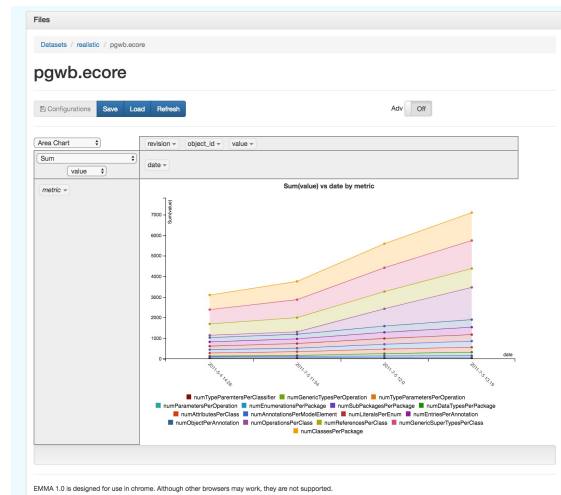 Files
Datasets / realistic / pgwb.ecore
pgwb.ecore
Configurations Save Load Refresh Adv Off
Area Chart revision object_id value
Sum date
value
metric
Sum(value) vs date by metric
Sum(value)
7000
6000
5000
4000
3000
2000
1000
0
date
numTypeParemtersPerClassifier numGenericTypesPerOperation numTypeParametersPerOperation
numParametersPerOperation numEnumerationsPerPackage numSubPackagesPerPackage numDataTypesPerPackage
numAttributesPerClass numAnnotationsPerModelElement numLiteralsPerEnum numEntriesPerAnnotation
numObjectPerAnnotation numOperationsPerClass numReferencesPerClass numGenericSuperTypesPerClass
numClassesPerPackage
EMMA 1.0 is designed for use in chrome. Although other browsers may work, they are not supported.